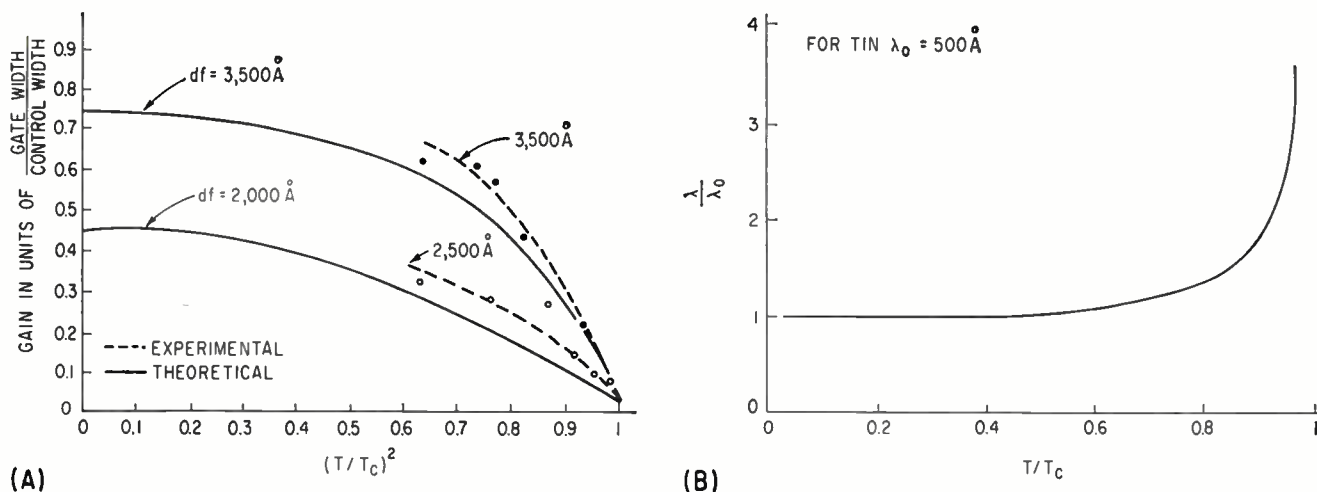 GAIN IN UNITS OF GATE WIDTH
CONTROL WIDTH
0.9
0.8
0.7
0.6
0.5
0.4
0.3
0.2
0.1
0
df = 3,500 Å
3,500 Å
df = 2,000 Å
2,500 Å
EXPERIMENTAL
THEORETICAL
0 0.1 0.2 0.3 0.4 0.5 0.6 0.7 0.8 0.9 1
(T/Tc)²
(A)
FOR TIN λ₀ = 500 Å
4
3
2
1
0
λ
λ₀
0 0.2 0.4 0.6 0.8 1
T/Tc
(B)